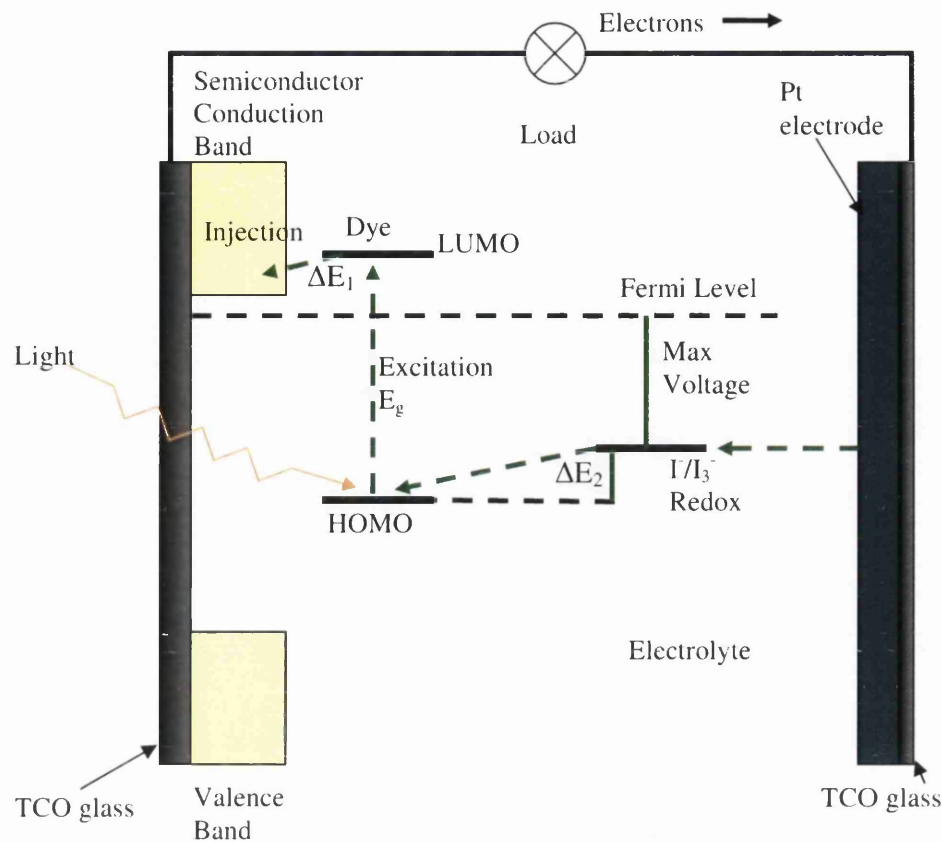 Electrons
Semiconductor
Conduction
Band
Load
Pt
electrode
Injection
Dye
LUMO
ΔE₁
Fermi Level
Light
Excitation
E_g
Max
Voltage
ΔE₂
I⁻/I₃⁻
Redox
HOMO
Electrolyte
TCO glass
Valence
Band
TCO glass